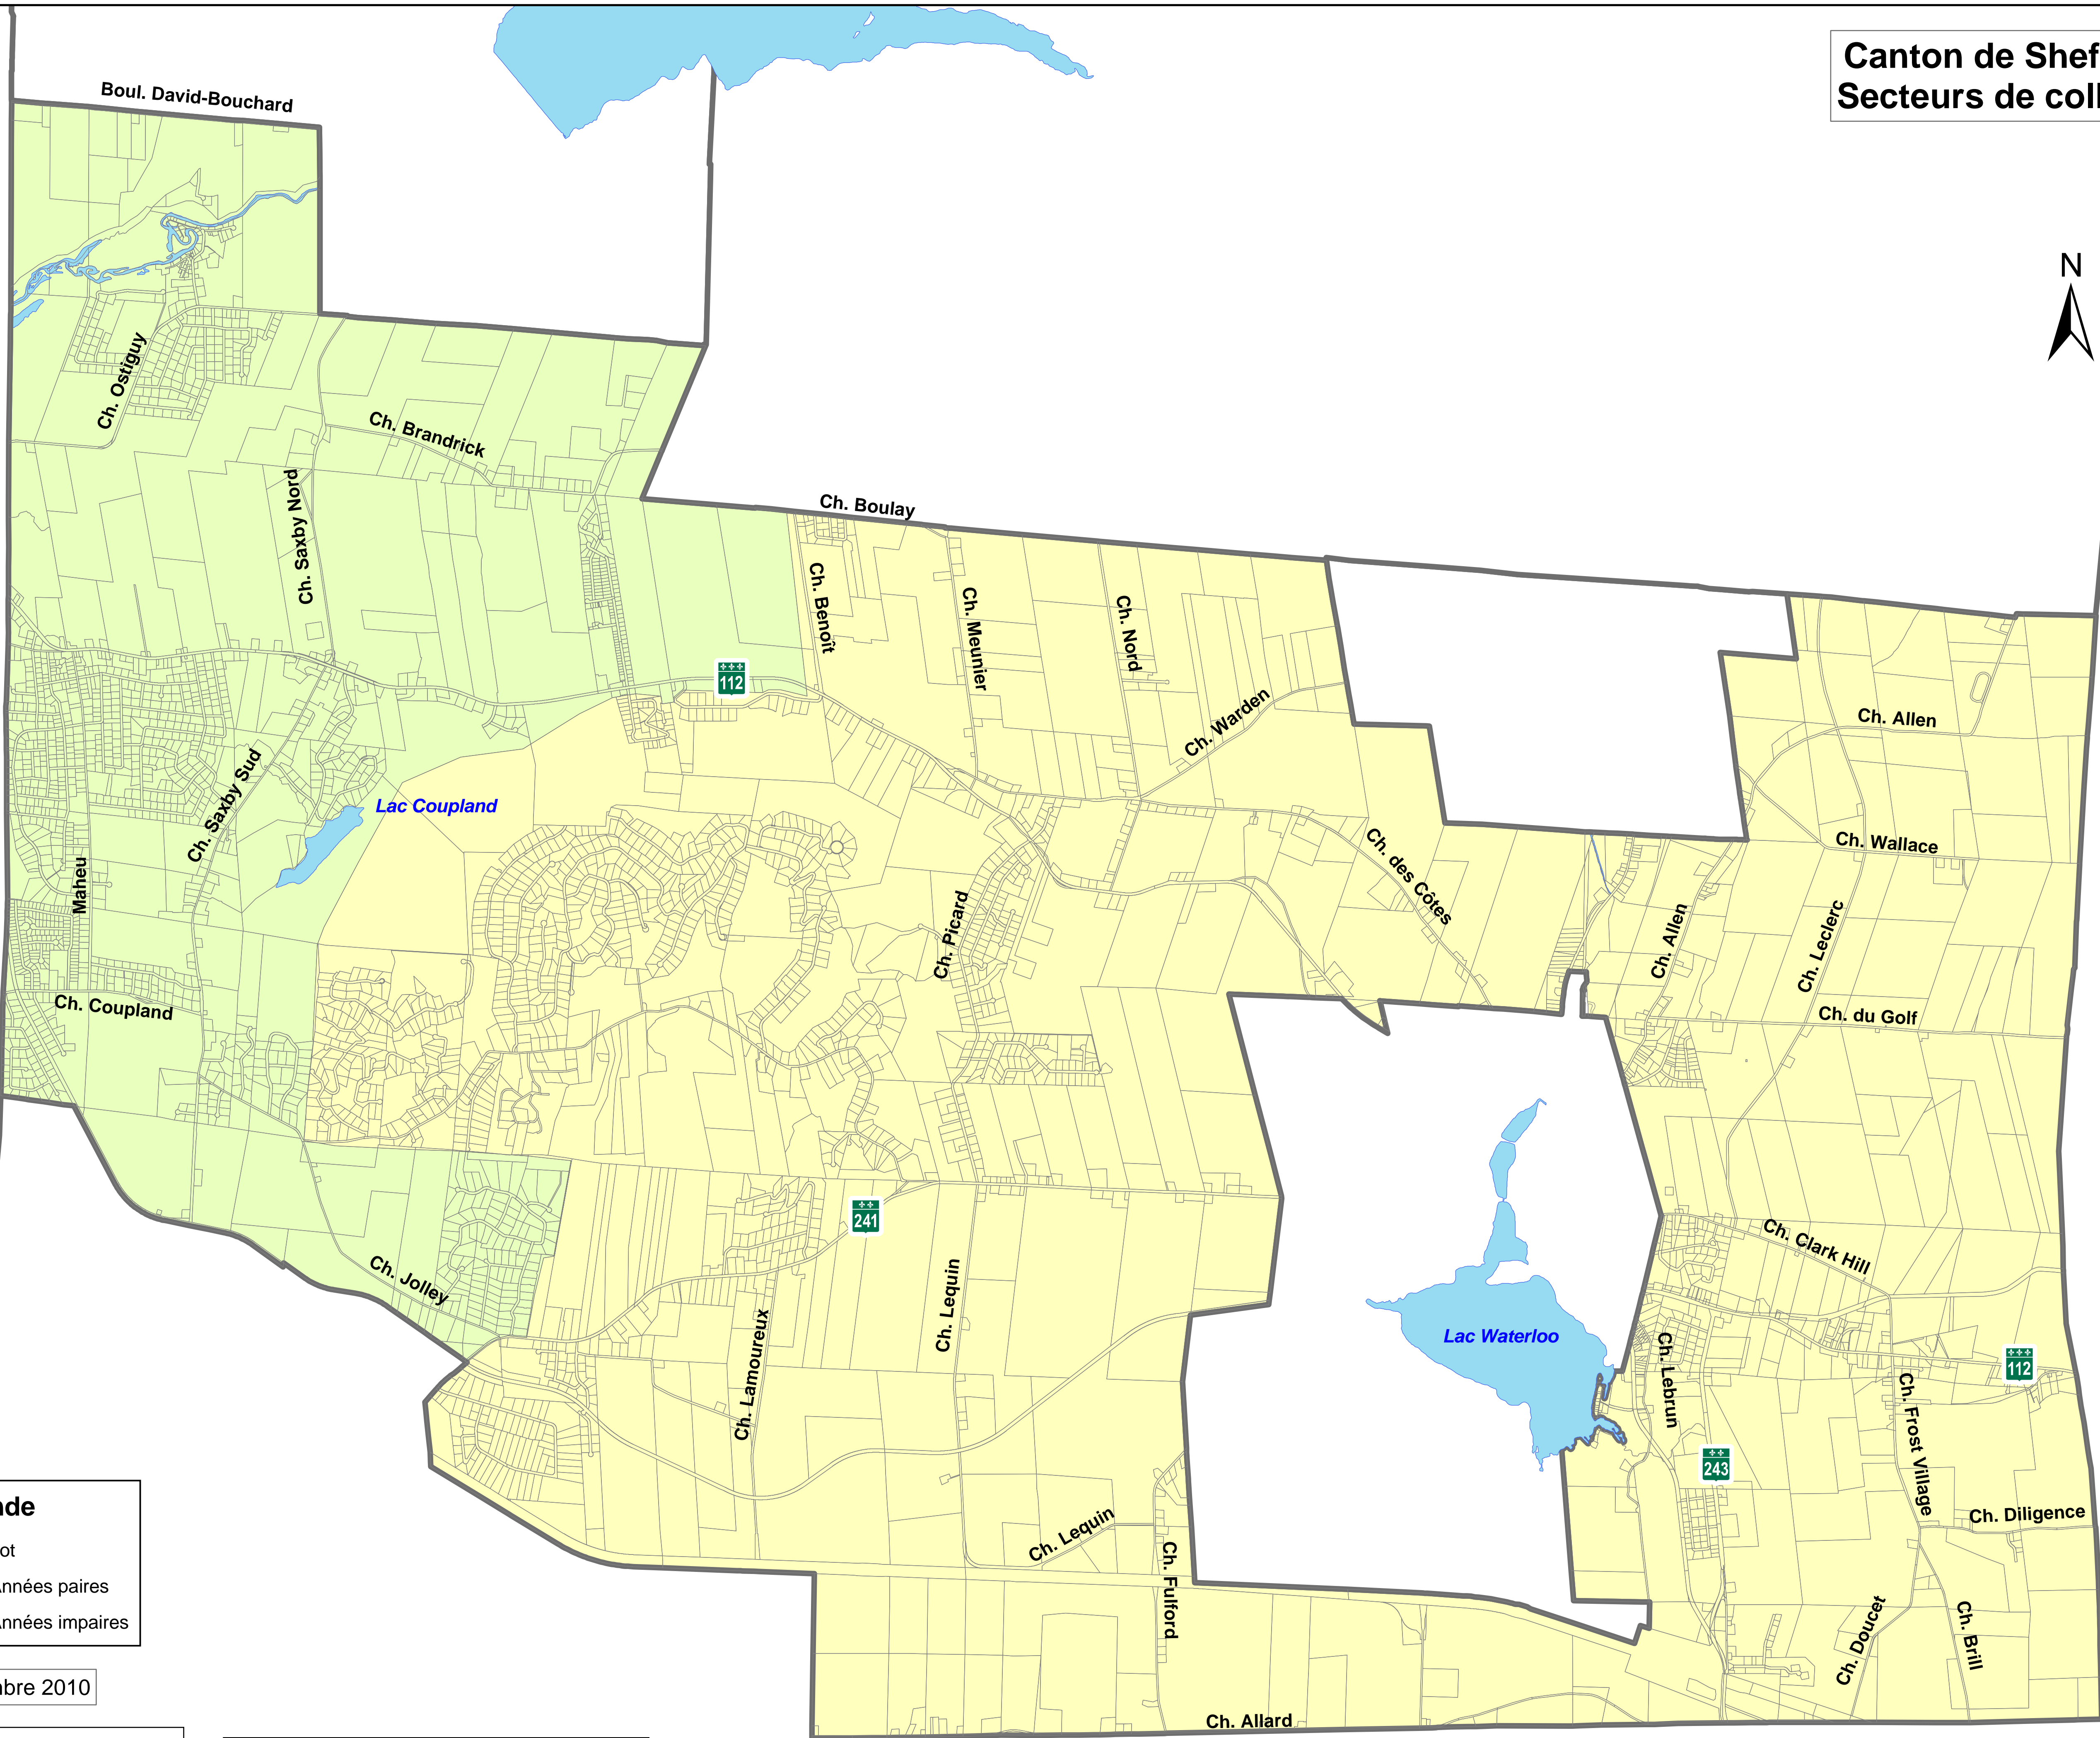 Canton de Shef
Secteurs de coll
Boul. David-Bouchard
N
Ch. Ostiguy
Ch. Brandrick
Ch. Saxby Nord
Ch. Boulay
Ch. Benoît
Ch. Meunier
Ch. Nord
112
Ch. Warden
Ch. Allen
Ch. Saxby Sud
Lac Coupland
Ch. Wallace
Maheu
Ch. des Côtes
Ch. Picard
Ch. Allen
Ch. Leclerc
Ch. Coupland
Ch. du Golf
241
Ch. Clark Hill
Ch. Jolley
Ch. Lequin
Ch. Lamoureux
Lac Waterloo
Ch. Lebrun
112
Ch. Frost Village
243
Ch. Diligence
Ch. Lequin
Ch. Fulford
Ch. Doucet
Ch. Brill
Ch. Allard
nde
ot
Années paires
Années impaires
mbre 2010